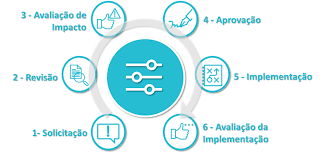 3 - Avaliação de
Impacto
4 - Aprovação
2 - Revisão
5 - Implementação
1- Solicitação
6 - Avaliação da
Implementação